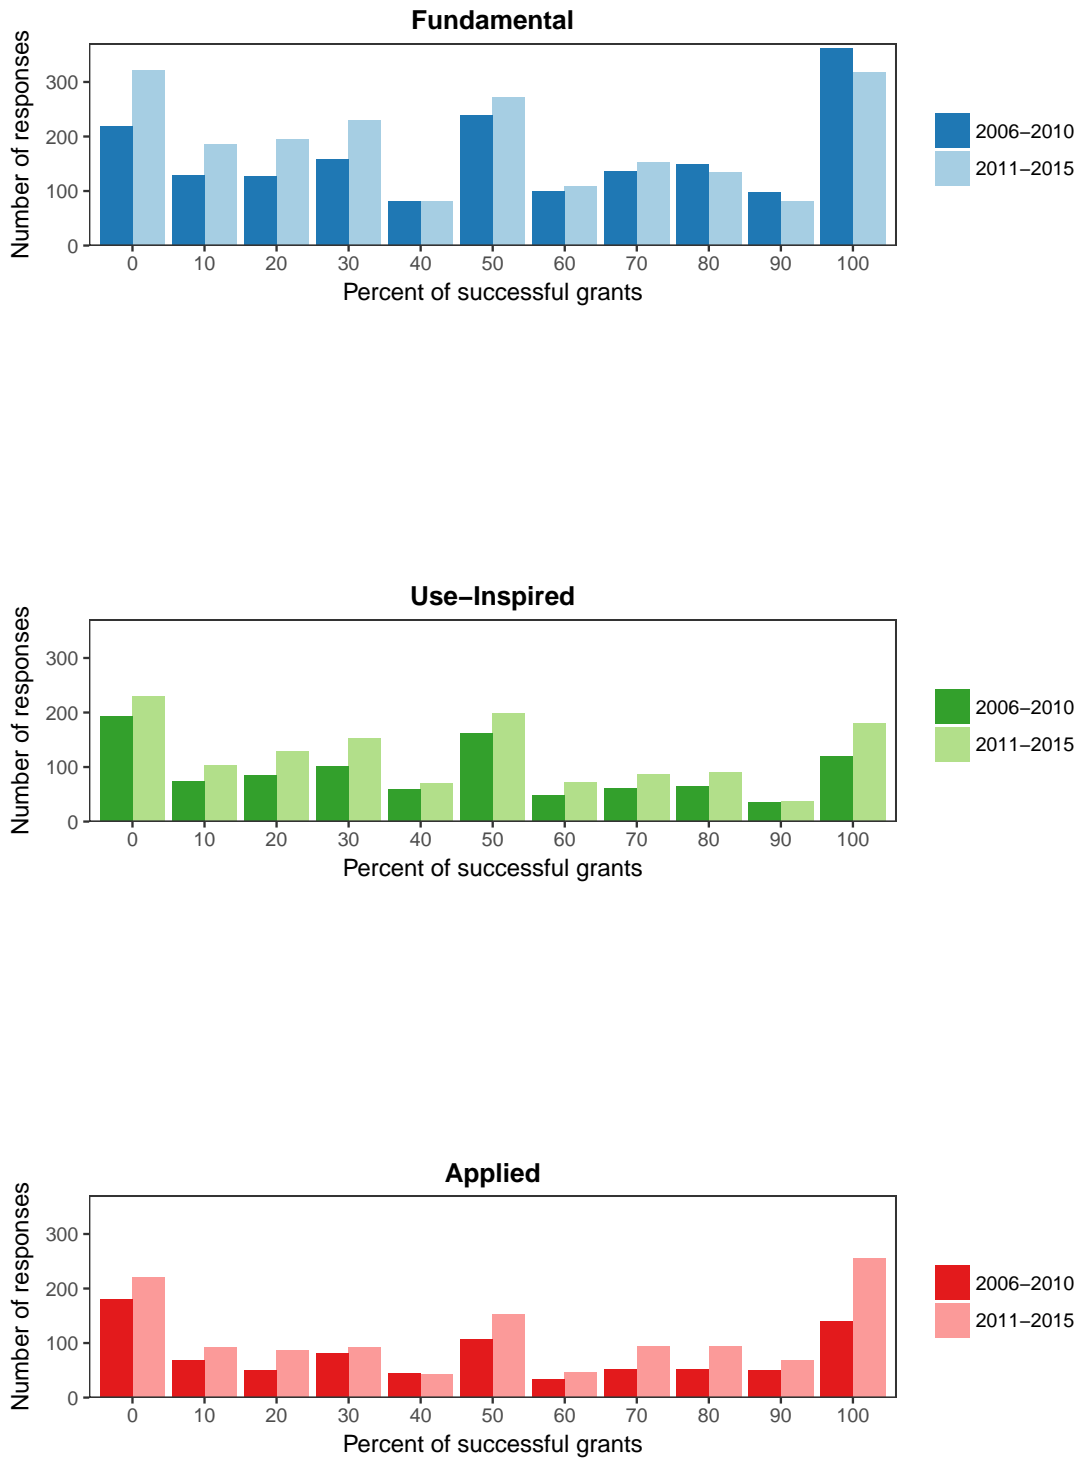 Fundamental
Number of responses
300
200
100
0
0 10 20 30 40 50 60 70 80 90 100
Percent of successful grants
2006–2010
2011–2015
Use–Inspired
Number of responses
300
200
100
0
0 10 20 30 40 50 60 70 80 90 100
Percent of successful grants
2006–2010
2011–2015
Applied
Number of responses
300
200
100
0
0 10 20 30 40 50 60 70 80 90 100
Percent of successful grants
2006–2010
2011–2015